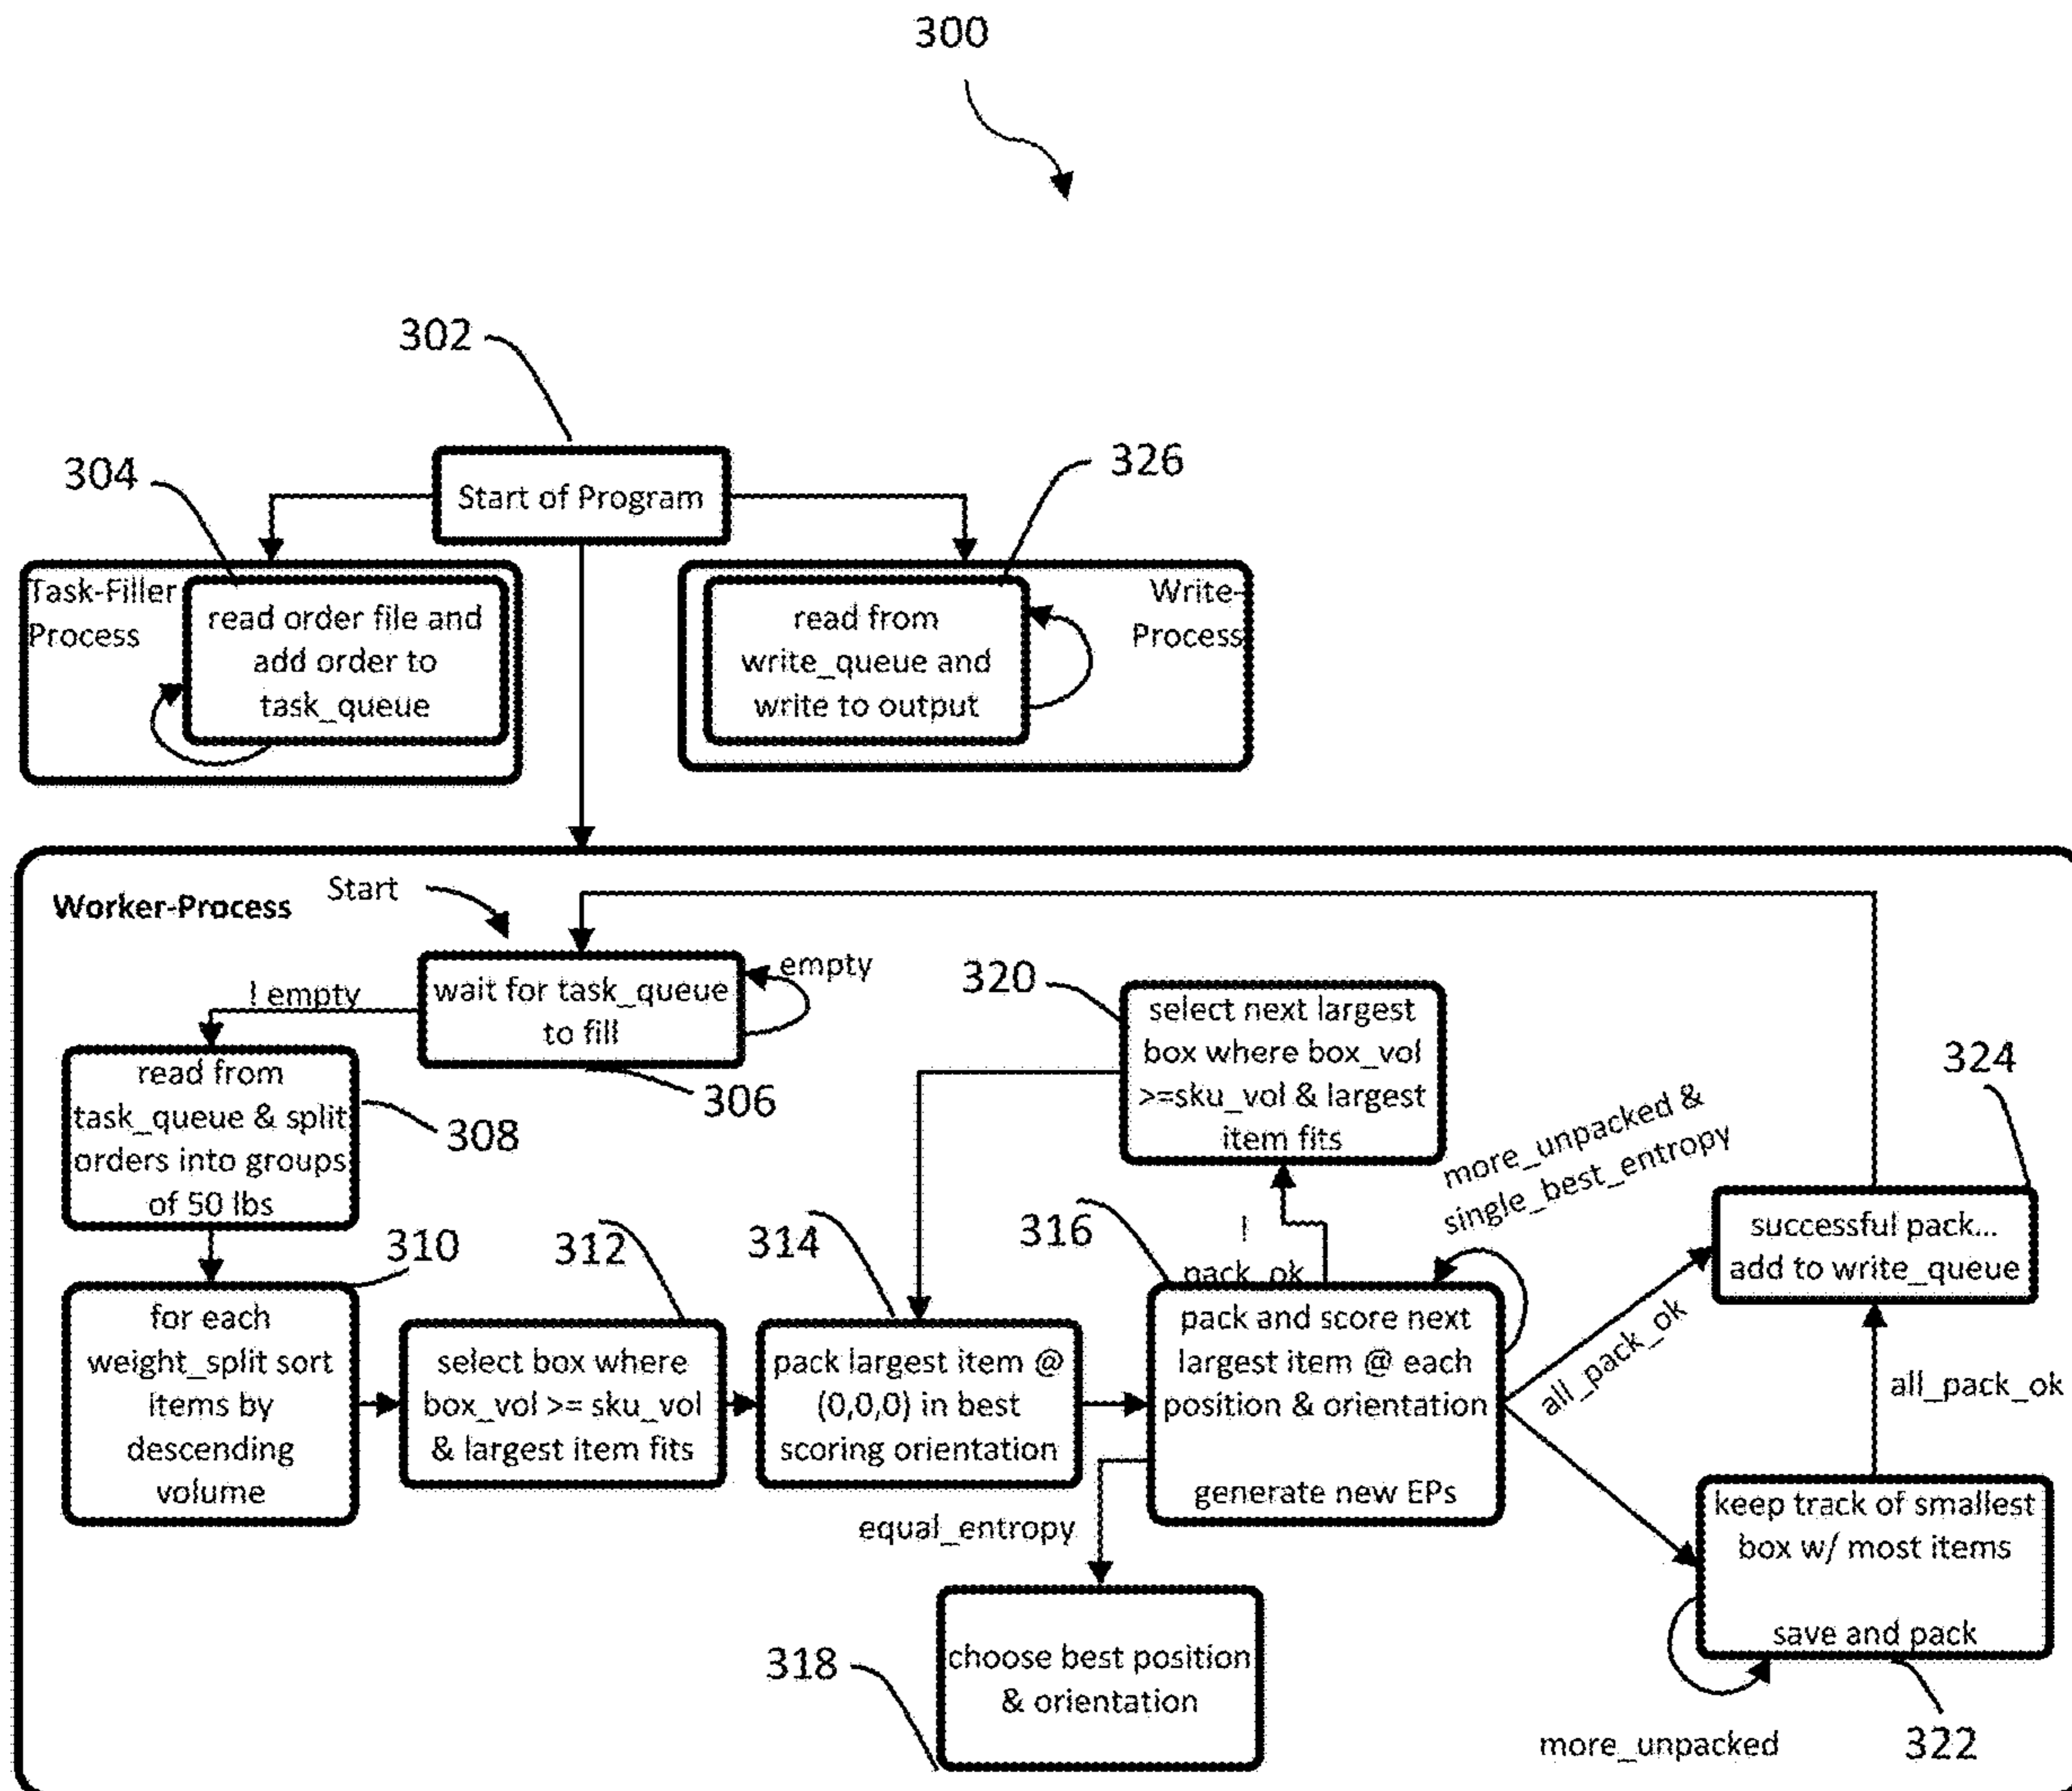 300
302
304
326
Start of Program
Task-Filler
Process
read order file and
add order to
task_queue
read from
write_queue and
write to output
Write-
Process
Worker-Process
Start
wait for task_queue
to fill
empty
! empty
306
read from
task_queue & split
orders into groups
of 50 lbs
308
310
for each
weight_split sort
items by
descending
volume
312
select box where
box_vol >= sku_vol
& largest item fits
314
pack largest item @
(0,0,0) in best
scoring orientation
320
select next largest
box where box_vol
>=sku_vol & largest
item fits
316
!
pack_ok
more_unpacked &
single_best_entropy
pack and score next
largest item @ each
position & orientation
generate new EPs
equal_entropy
318
choose best position
& orientation
324
successful pack...
add to write_queue
all_pack_ok
all_pack_ok
keep track of smallest
box w/ most items
save and pack
more_unpacked
322